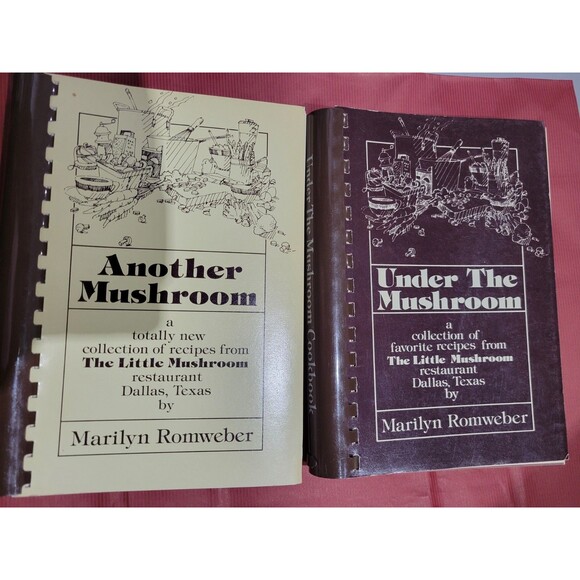 Another
Mushroom
a
totally new
collection of recipes from
The Little Mushroom
restaurant
Dallas, Texas
by
Marilyn Romweber
Under The Mushroom Cookbook
Under The
Mushroom
a
collection of
favorite recipes from
The Little Mushroom
restaurant
Dallas, Texas
by
Marilyn Romweber